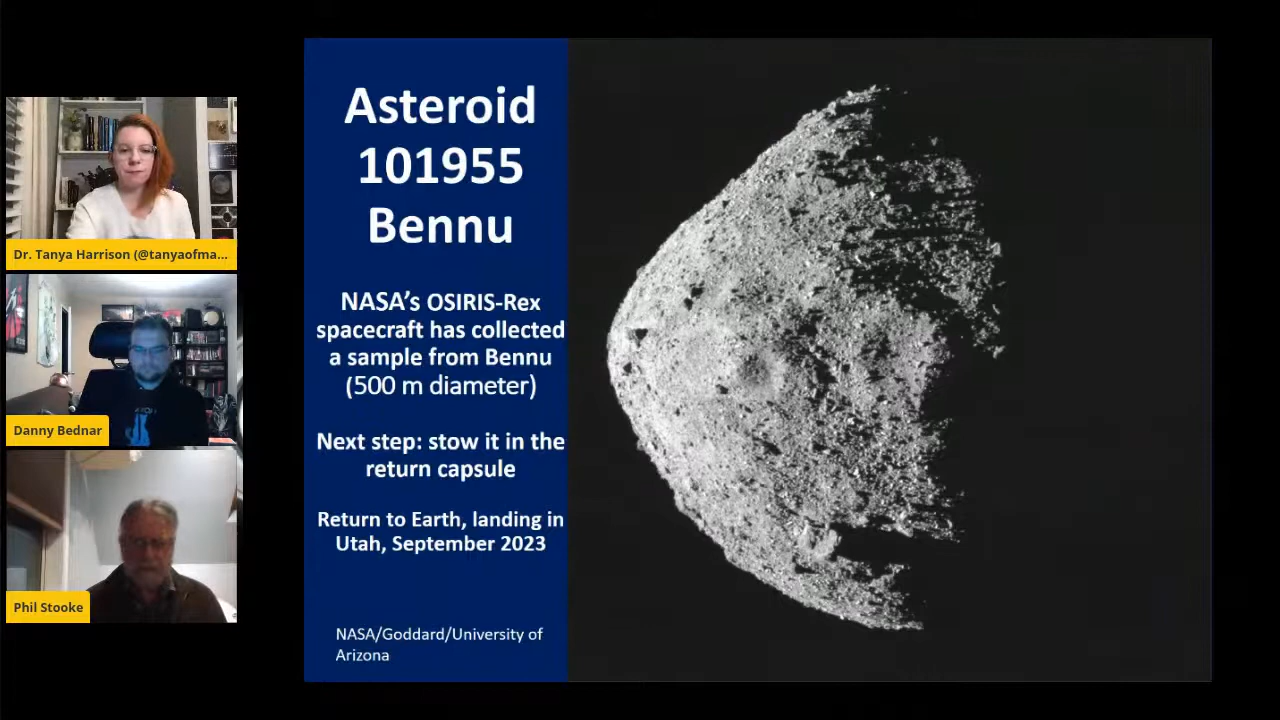 Dr. Tanya Harrison (@tanyaofma...
Danny Bednar
Phil Stooke
Asteroid
101955
Bennu
NASA’s OSIRIS-Rex
spacecraft has collected
a sample from Bennu
(500 m diameter)
Next step: stow it in the
return capsule
Return to Earth, landing in
Utah, September 2023
NASA/Goddard/University of
Arizona